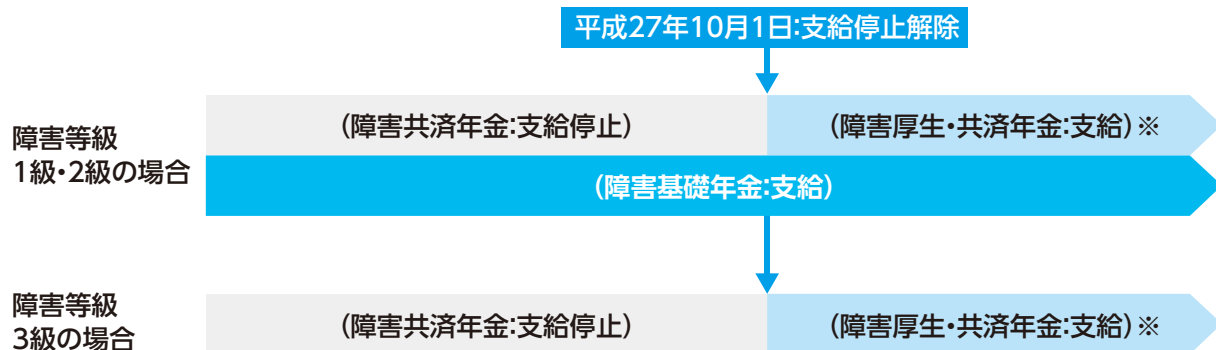 平成27年10月1日:支給停止解除
障害等級
1級・2級の場合
(障害共済年金:支給停止)
(障害厚生・共済年金:支給)※
(障害基礎年金:支給)
障害等級
3級の場合
(障害共済年金:支給停止)
(障害厚生・共済年金:支給)※